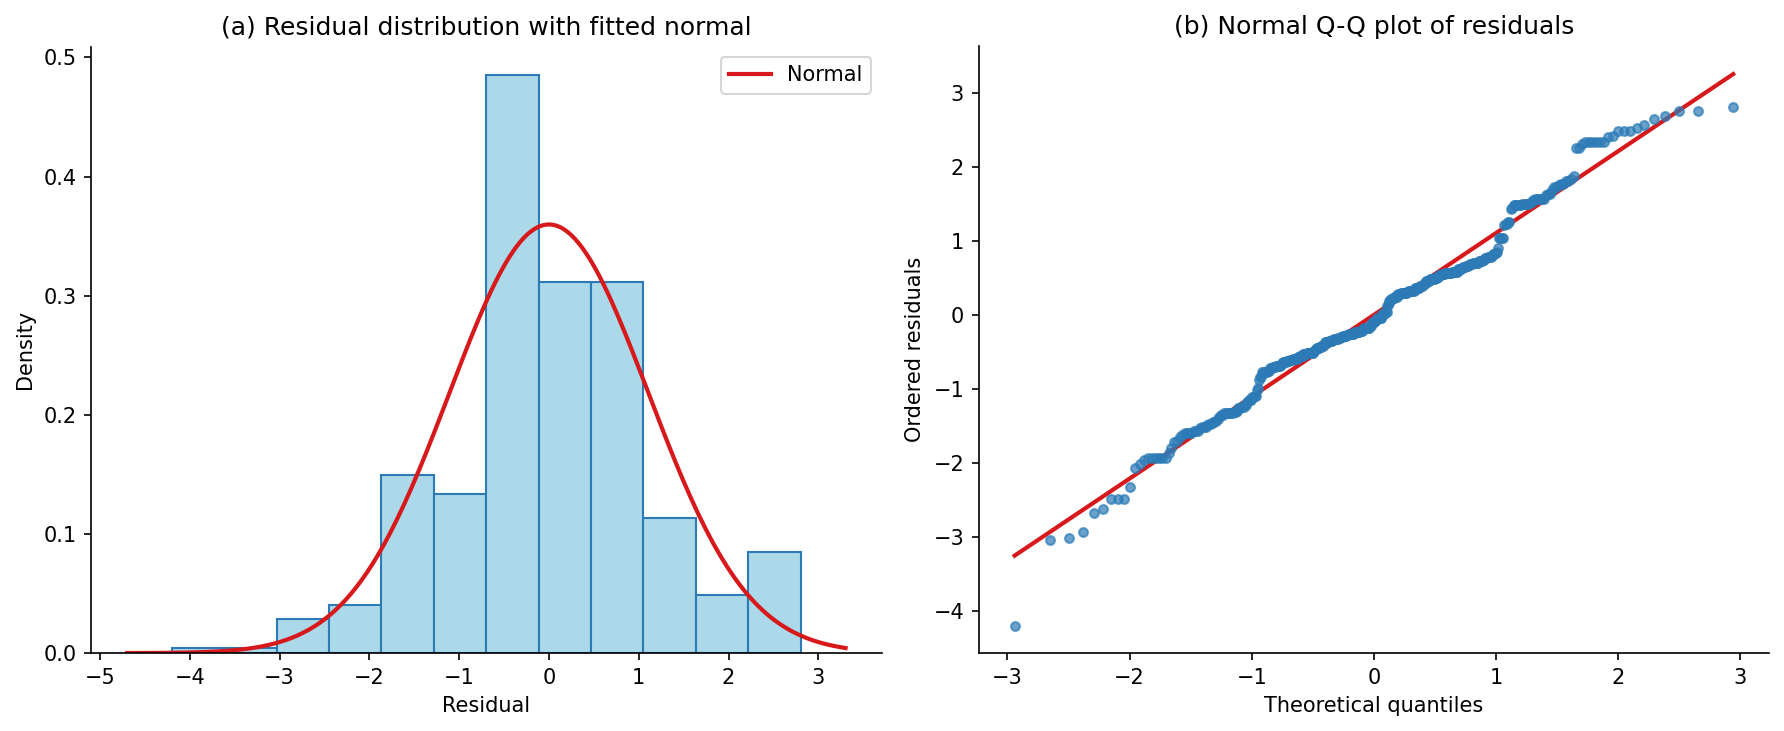 (a) Residual distribution with fitted normal
Normal
0.5
0.4
0.3
0.2
0.1
0.0
Density
−5 −4 −3 −2 −1 0 1 2 3
Residual
(b) Normal Q-Q plot of residuals
3
2
1
0
−1
−2
−3
−4
Ordered residuals
−3 −2 −1 0 1 2 3
Theoretical quantiles